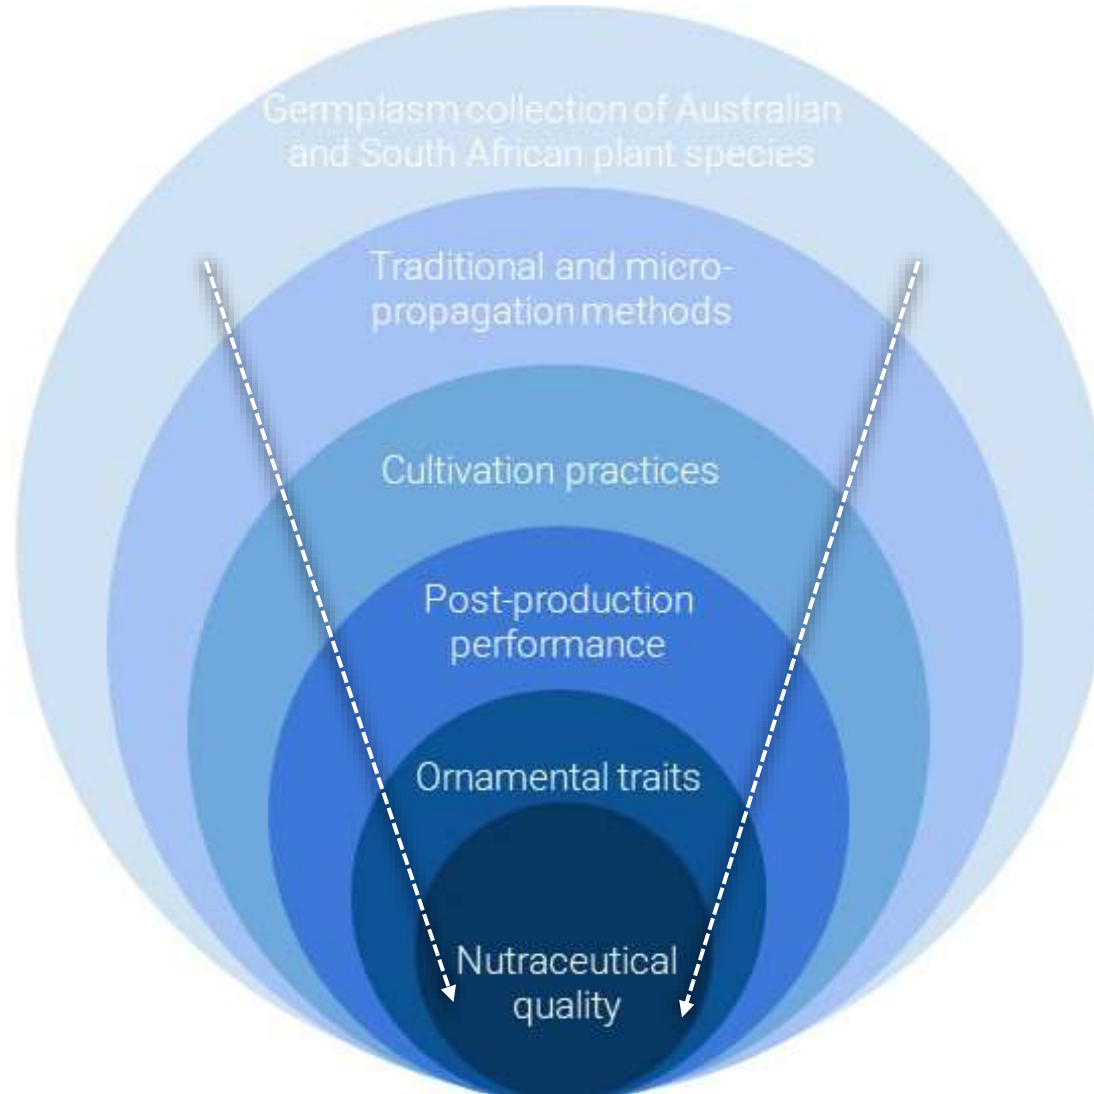 Germplasm collection of Australian
and South African plant species
Traditional and micro-
propagation methods
Cultivation practices
Post-production
performance
Ornamental traits
Nutraceutical
quality